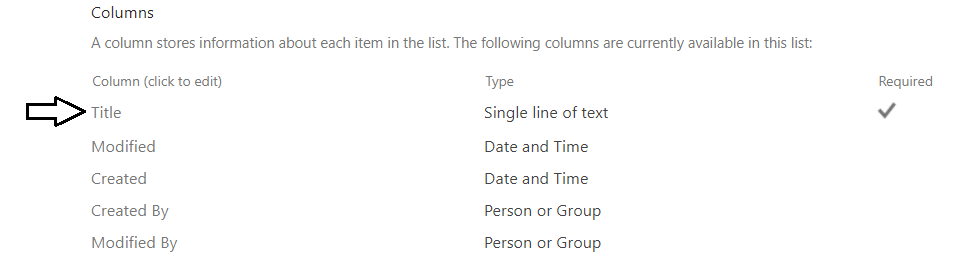 Columns
A column stores information about each item in the list. The following columns are currently available in this list:
Column (click to edit) Type Required
Title Single line of text
Modified Date and Time
Created Date and Time
Created By Person or Group
Modified By Person or Group